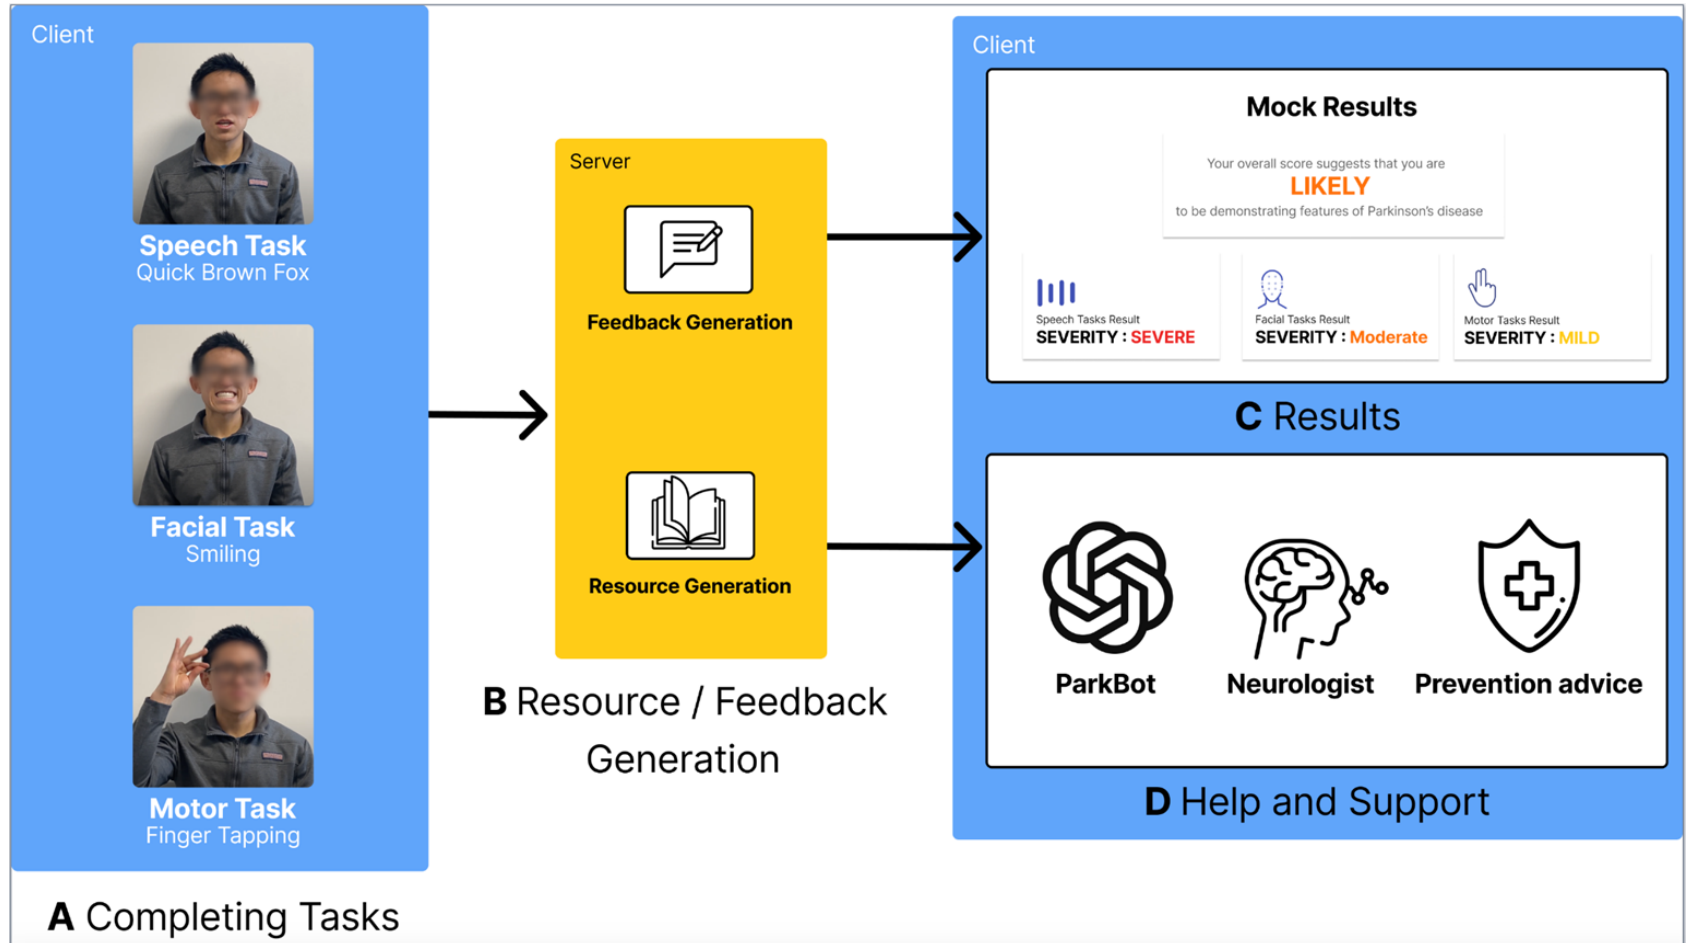 Client
Speech Task
Quick Brown Fox
Facial Task
Smiling
Motor Task
Finger Tapping
A Completing Tasks
Server
Feedback Generation
Resource Generation
B Resource / Feedback
Generation
Client
Mock Results
Your overall score suggests that you are
LIKELY
to be demonstrating features of Parkinson's disease
Speech Tasks Result
SEVERITY : SEVERE
Facial Tasks Result
SEVERITY : Moderate
Motor Tasks Result
SEVERITY : MILD
C Results
ParkBot
Neurologist
Prevention advice
D Help and Support